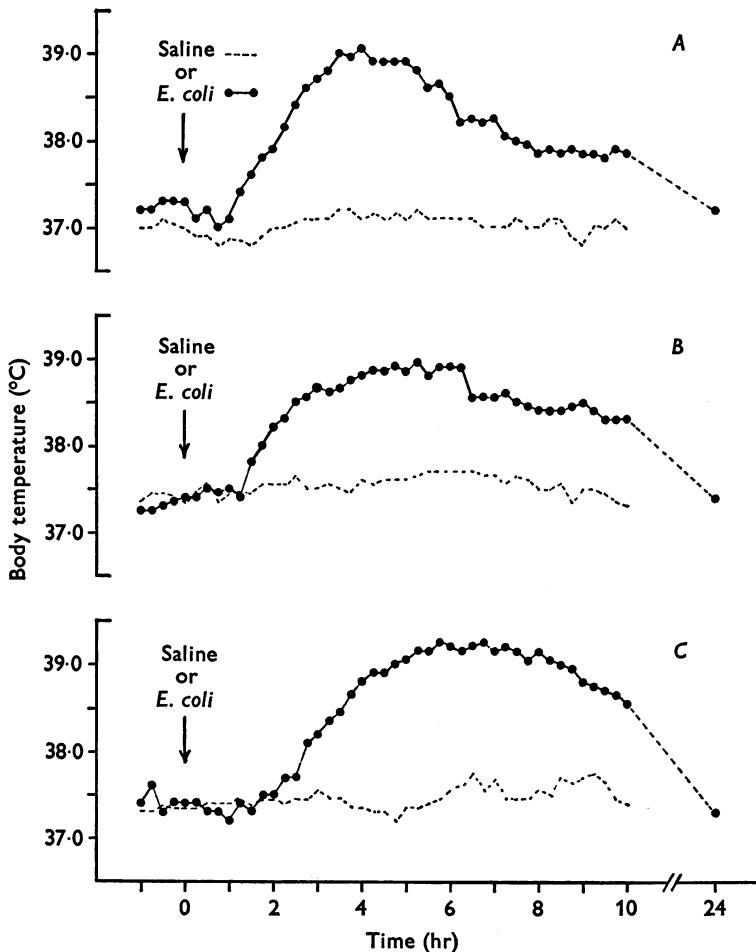 A
39·0
Saline
or
E. coli
38·0
37·0
B
Saline
or
E. coli
39·0
38·0
37·0
Body temperature (°C)
C
Saline
or
E. coli
39·0
38·0
37·0
0 2 4 6 8 10 24
Time (hr)